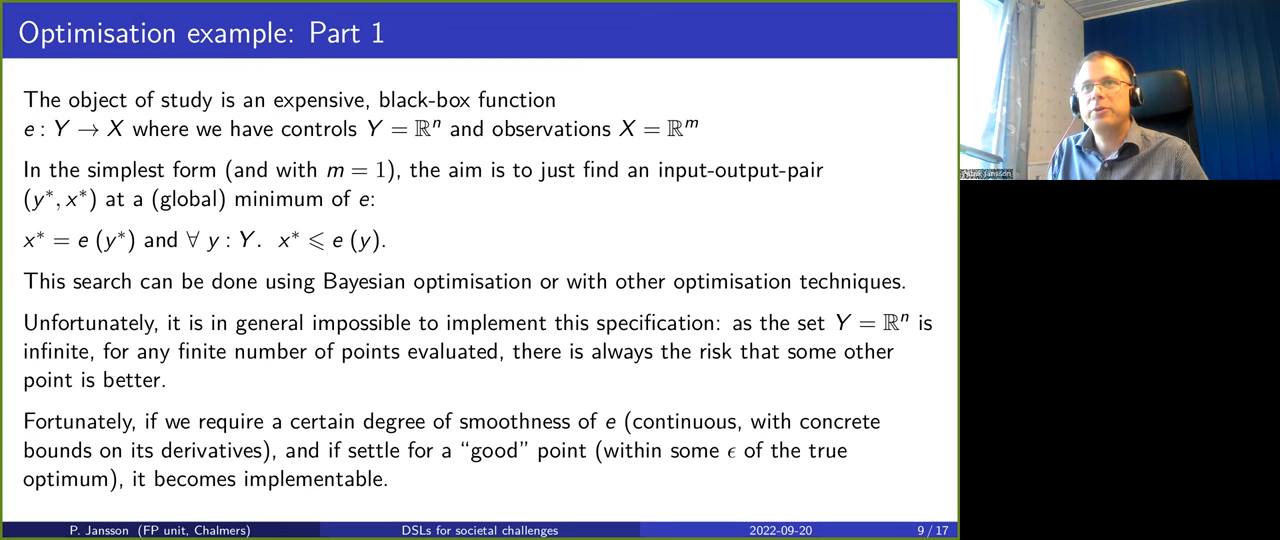 Optimisation example: Part 1
The object of study is an expensive, black-box function
e : Y → X where we have controls Y = ℝⁿ and observations X = ℝᵐ
In the simplest form (and with m = 1), the aim is to just find an input-output-pair
(y*, x*) at a (global) minimum of e:
x* = e (y*) and ∀ y : Y. x* ⩽ e (y).
This search can be done using Bayesian optimisation or with other optimisation techniques.
Unfortunately, it is in general impossible to implement this specification: as the set Y = ℝⁿ is
infinite, for any finite number of points evaluated, there is always the risk that some other
point is better.
Fortunately, if we require a certain degree of smoothness of e (continuous, with concrete
bounds on its derivatives), and if settle for a “good” point (within some ϵ of the true
optimum), it becomes implementable.
P. Jansson (FP unit, Chalmers) DSLs for societal challenges 2022-09-20 9 / 17
Jansson